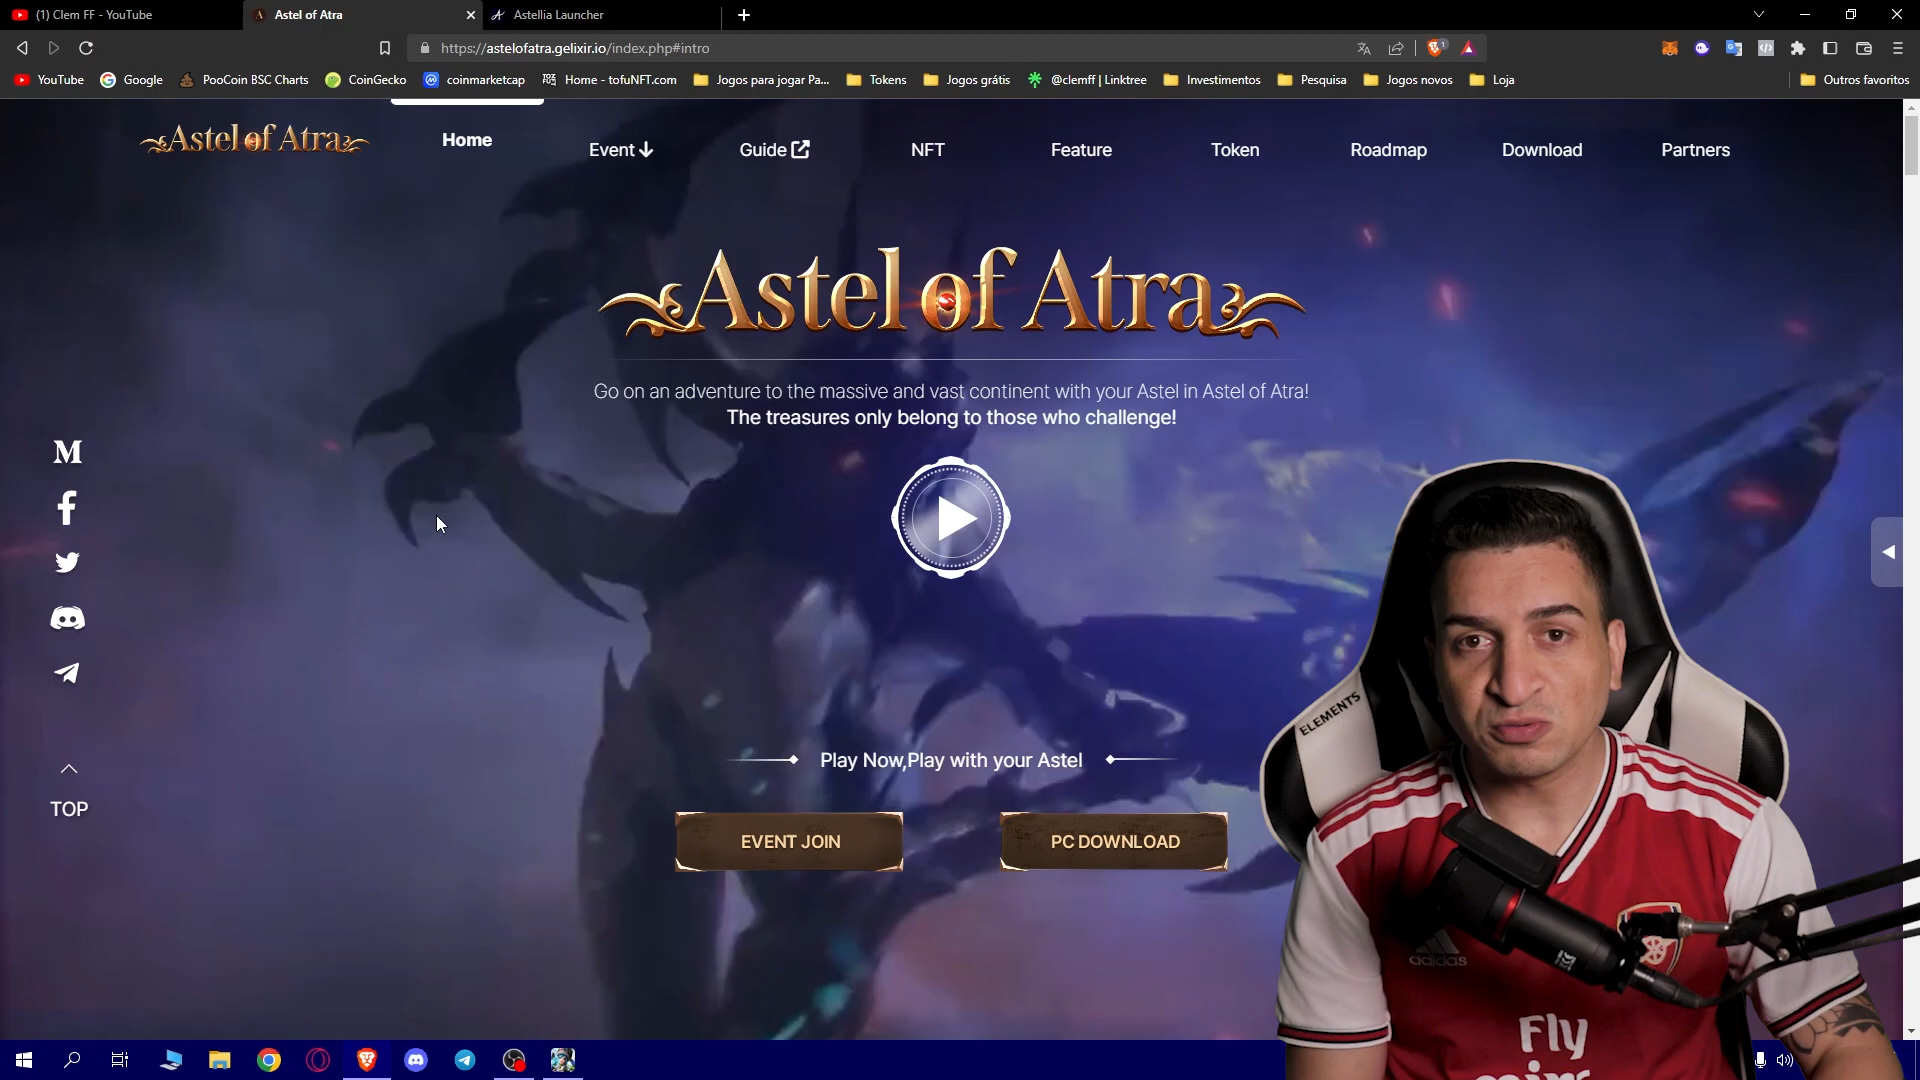 (1) Clem FF - YouTube
Astel of Atra
Astellia Launcher
https://astelofatra.gelixir.io/index.php#intro
1
YouTube
Google
PooCoin BSC Charts
CoinGecko
coinmarketcap
Home - tofuNFT.com
Jogos para jogar Pa...
Tokens
Jogos grátis
@clemff | Linktree
Investimentos
Pesquisa
Jogos novos
Loja
Outros favoritos
Astel of Atra
Home
Event
Guide
NFT
Feature
Token
Roadmap
Download
Partners
Astel of Atra
Go on an adventure to the massive and vast continent with your Astel in Astel of Atra!
The treasures only belong to those who challenge!
M
TOP
Play Now,Play with your Astel
EVENT JOIN
PC DOWNLOAD
ELEMENTS
adidas
Fly